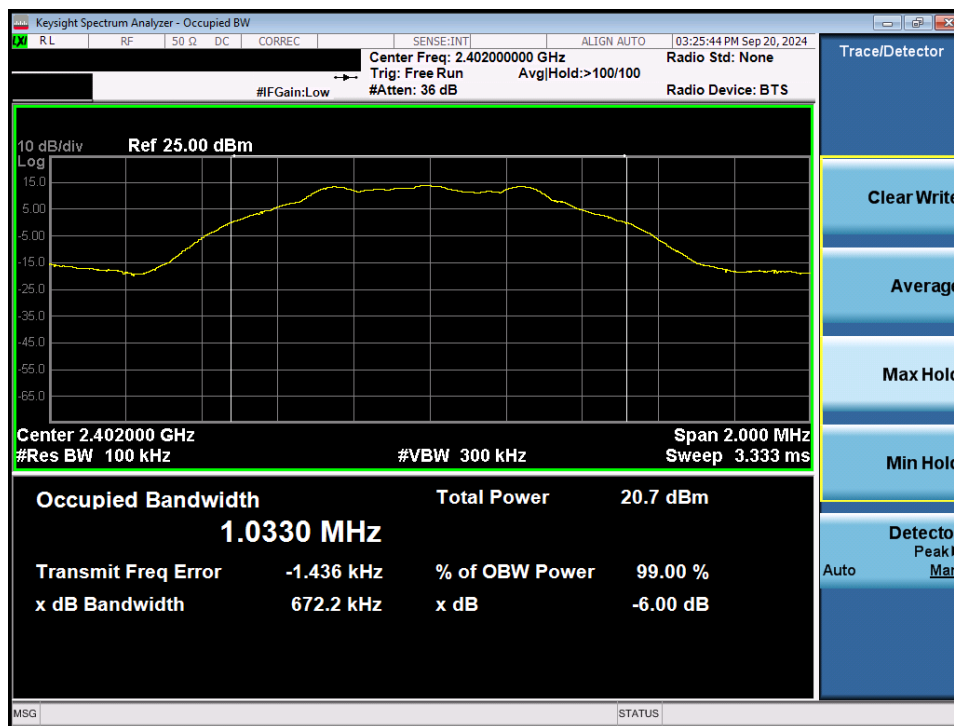 Keysight Spectrum Analyzer - Occupied BW
LXI RL RF 50 Ω DC CORREC SENSE:INT ALIGN AUTO 03:25:44 PM Sep 20, 2024
Center Freq: 2.402000000 GHz Radio Std: None
Trig: Free Run Avg|Hold:>100/100
#IFGain:Low #Atten: 36 dB Radio Device: BTS
10 dB/div Ref 25.00 dBm
Log
15.0
5.00
-5.00
-15.0
-25.0
-35.0
-45.0
-55.0
-65.0
Center 2.402000 GHz Span 2.000 MHz
#Res BW 100 kHz #VBW 300 kHz Sweep 3.333 ms
Occupied Bandwidth Total Power 20.7 dBm
1.0330 MHz
Transmit Freq Error -1.436 kHz % of OBW Power 99.00 %
x dB Bandwidth 672.2 kHz x dB -6.00 dB
MSG STATUS
Trace/Detector
Clear Write
Average
Max Hold
Min Hold
Detector
Peak
Auto Man